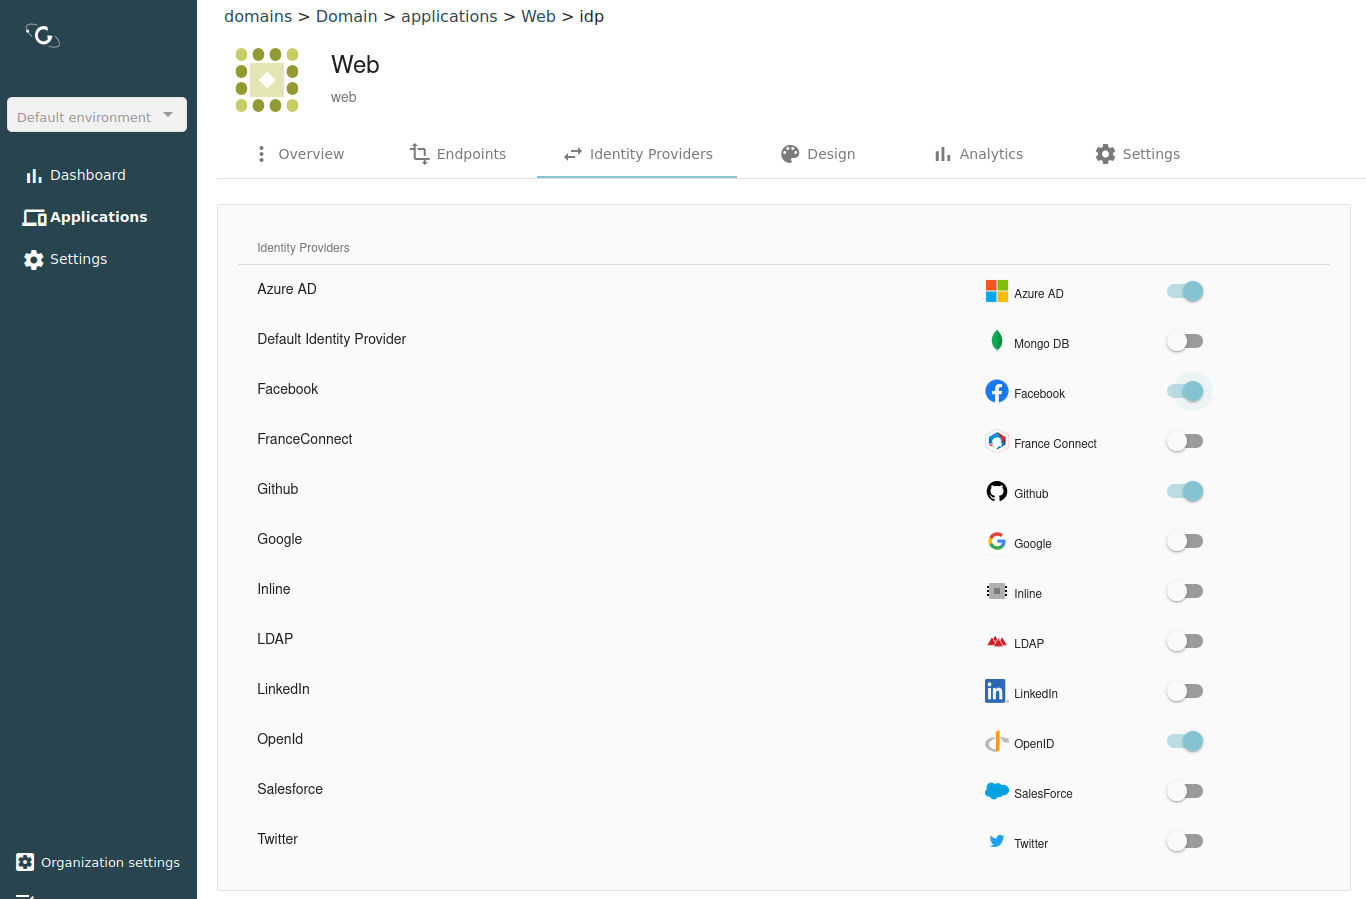 domains > Domain > applications > Web > idp
Web
web
Default environment
Dashboard
Applications
Settings
Overview
Endpoints
Identity Providers
Design
Analytics
Settings
Identity Providers
Azure AD Azure AD
Default Identity Provider Mongo DB
Facebook Facebook
FranceConnect France Connect
Github Github
Google Google
Inline Inline
LDAP LDAP
LinkedIn in LinkedIn
OpenId OpenID
Salesforce SalesForce
Twitter Twitter
Organization settings